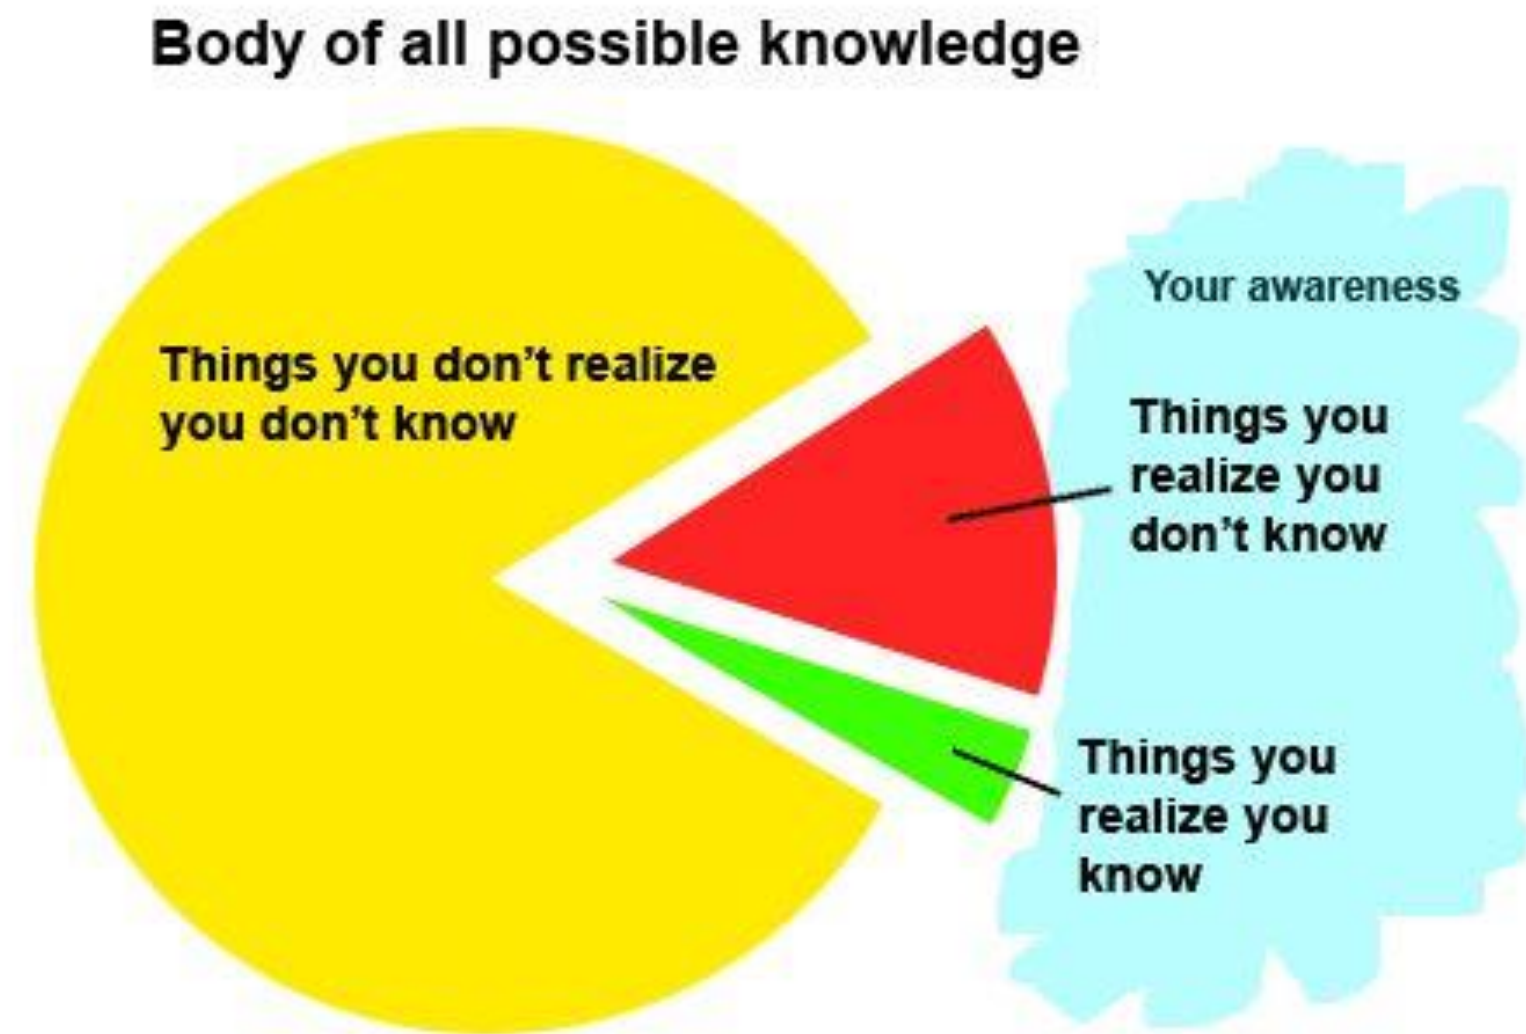 Body of all possible knowledge
Things you don't realize
you don't know
Your awareness
Things you
realize you
don't know
Things you
realize you
know